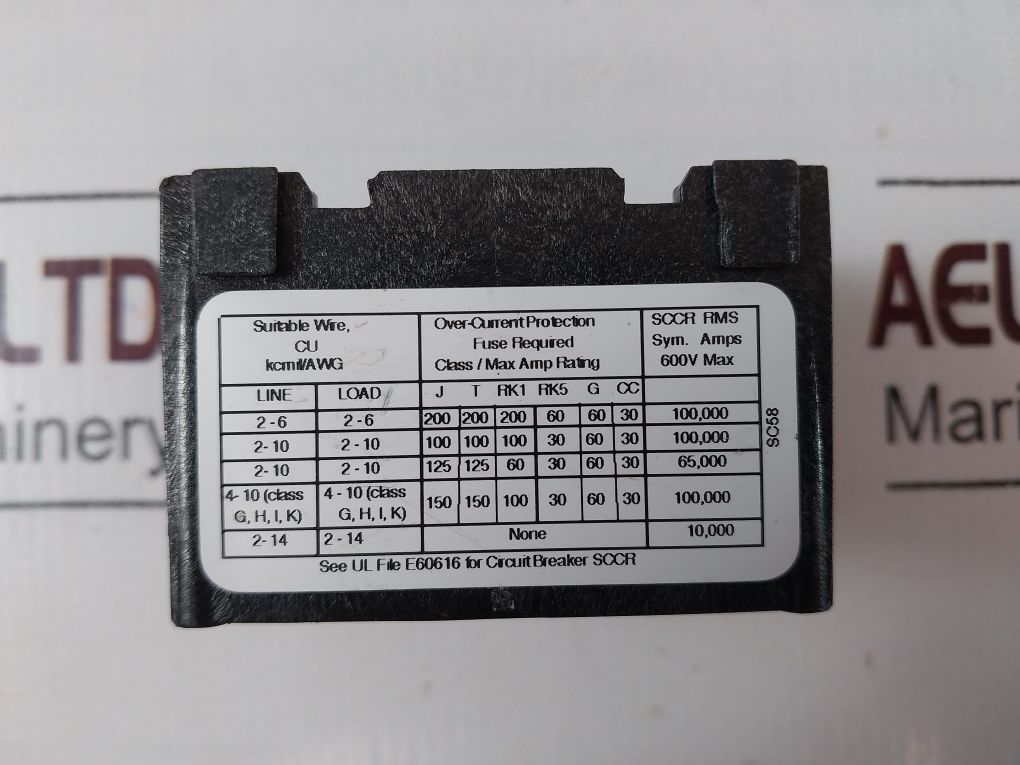 Suitable Wire, CU kcmil/AWG
Over-Current Protection Fuse Required Class / Max Amp Rating
SCCR RMS Sym. Amps 600V Max
LINE LOAD J T RK1 RK5 G CC
2 - 6 2 - 6 200 200 200 60 60 30 100,000
2- 10 2 - 10 100 100 100 30 60 30 100,000
2- 10 2 - 10 125 125 60 30 60 30 65,000
4- 10 (class G, H, I, K) 4 - 10 (class G, H, I, K) 150 150 100 30 60 30 100,000
2- 14 2 - 14 None 10,000
See UL File E60616 for Circuit Breaker SCCR
SC58
LTD
hinery
AEL
Mari